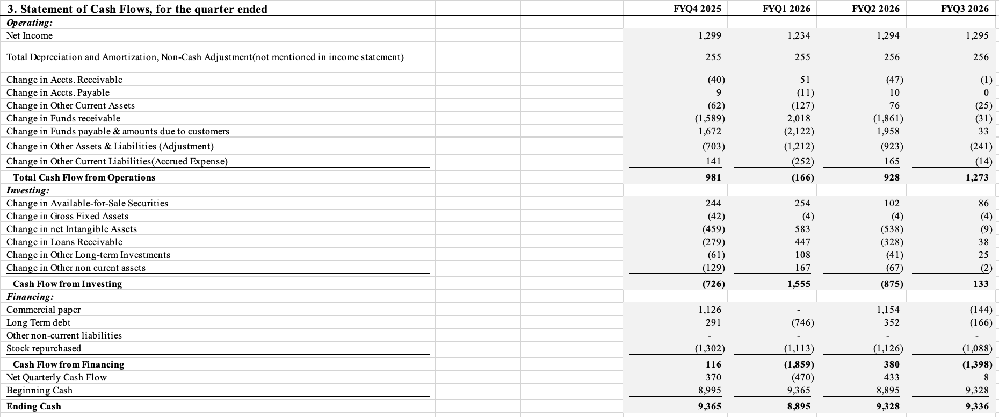 3. Statement of Cash Flows, for the quarter ended FYQ4 2025 FYQ1 2026 FYQ2 2026 FYQ3 2026
Operating:
Net Income 1,299 1,234 1,294 1,295
Total Depreciation and Amortization, Non-Cash Adjustment(not mentioned in income statement) 255 255 256 256
Change in Accts. Receivable (40) 51 (47) (1)
Change in Accts. Payable 9 (11) 10 0
Change in Other Current Assets (62) (127) 76 (25)
Change in Funds receivable (1,589) 2,018 (1,861) (31)
Change in Funds payable & amounts due to customers 1,672 (2,122) 1,958 33
Change in Other Assets & Liabilities (Adjustment) (703) (1,212) (923) (241)
Change in Other Current Liabilities(Accrued Expense) 141 (252) 165 (14)
Total Cash Flow from Operations 981 (166) 928 1,273
Investing:
Change in Available-for-Sale Securities 244 254 102 86
Change in Gross Fixed Assets (42) (4) (4) (4)
Change in net Intangible Assets (459) 583 (538) (9)
Change in Loans Receivable (279) 447 (328) 38
Change in Other Long-term Investments (61) 108 (41) 25
Change in Other non curent assets (129) 167 (67) (2)
Cash Flow from Investing (726) 1,555 (875) 133
Financing:
Commercial paper 1,126 - 1,154 (144)
Long Term debt 291 (746) 352 (166)
Other non-current liabilities - - - -
Stock repurchased (1,302) (1,113) (1,126) (1,088)
Cash Flow from Financing 116 (1,859) 380 (1,398)
Net Quarterly Cash Flow 370 (470) 433 8
Beginning Cash 8,995 9,365 8,895 9,328
Ending Cash 9,365 8,895 9,328 9,336